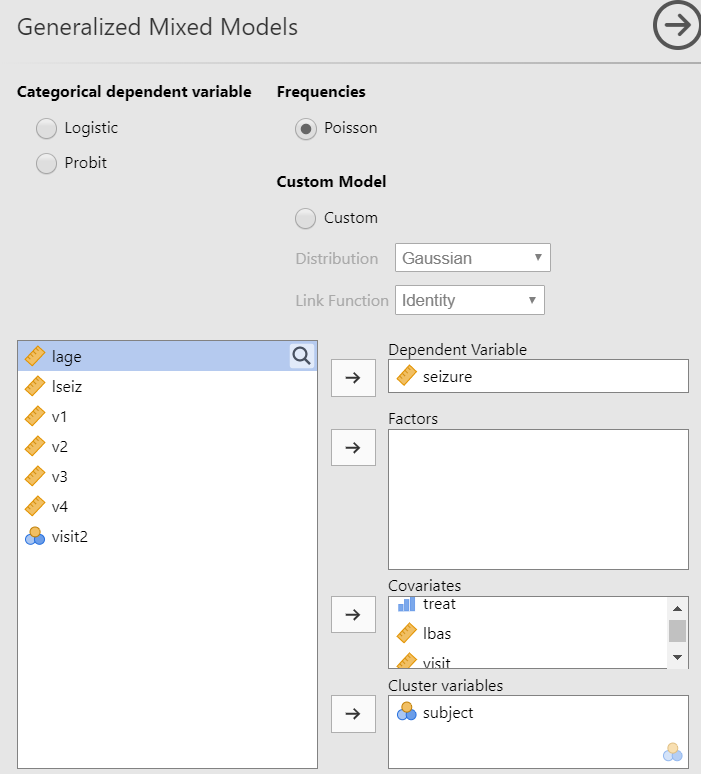 Generalized Mixed Models
Categorical dependent variable
Logistic
Probit
Frequencies
Poisson
Custom Model
Custom
Distribution
Gaussian
Link Function
Identity
lage
lseiz
v1
v2
v3
v4
visit2
Dependent Variable
seizure
Factors
Covariates
treat
lbas
visit
Cluster variables
subject